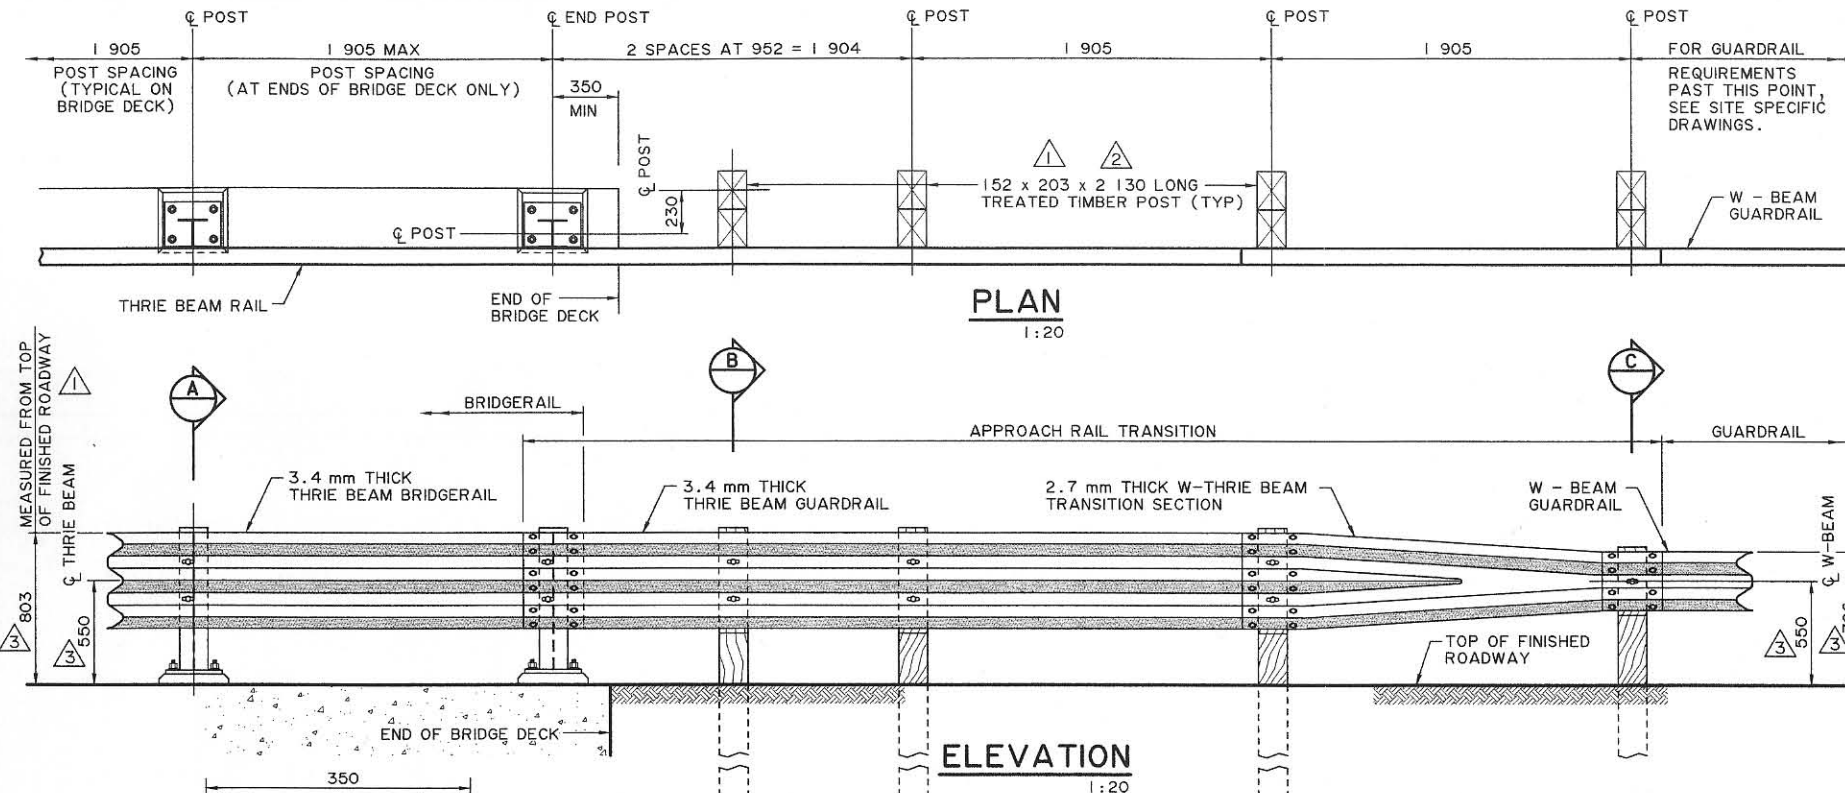 ℄ POST
℄ END POST
℄ POST
℄ POST
℄ POST
1 905
1 905 MAX
2 SPACES AT 952 = 1 904
1 905
1 905
FOR GUARDRAIL
REQUIREMENTS
PAST THIS POINT,
SEE SITE SPECIFIC
DRAWINGS.
POST SPACING
(TYPICAL ON
BRIDGE DECK)
POST SPACING
(AT ENDS OF BRIDGE DECK ONLY)
350
MIN
℄ POST
230
℄ POST
1
2
152 x 203 x 2 130 LONG
TREATED TIMBER POST (TYP)
W - BEAM
GUARDRAIL
THRIE BEAM RAIL
END OF
BRIDGE DECK
PLAN
1:20
MEASURED FROM TOP
OF FINISHED ROADWAY
1
A
B
C
BRIDGERAIL
APPROACH RAIL TRANSITION
GUARDRAIL
℄ THRIE BEAM
3.4 mm THICK
THRIE BEAM BRIDGERAIL
3.4 mm THICK
THRIE BEAM GUARDRAIL
2.7 mm THICK W-THRIE BEAM
TRANSITION SECTION
W - BEAM
GUARDRAIL
℄ W-BEAM
803
3
550
3
550
3
3
TOP OF FINISHED
ROADWAY
END OF BRIDGE DECK
ELEVATION
1:20
350